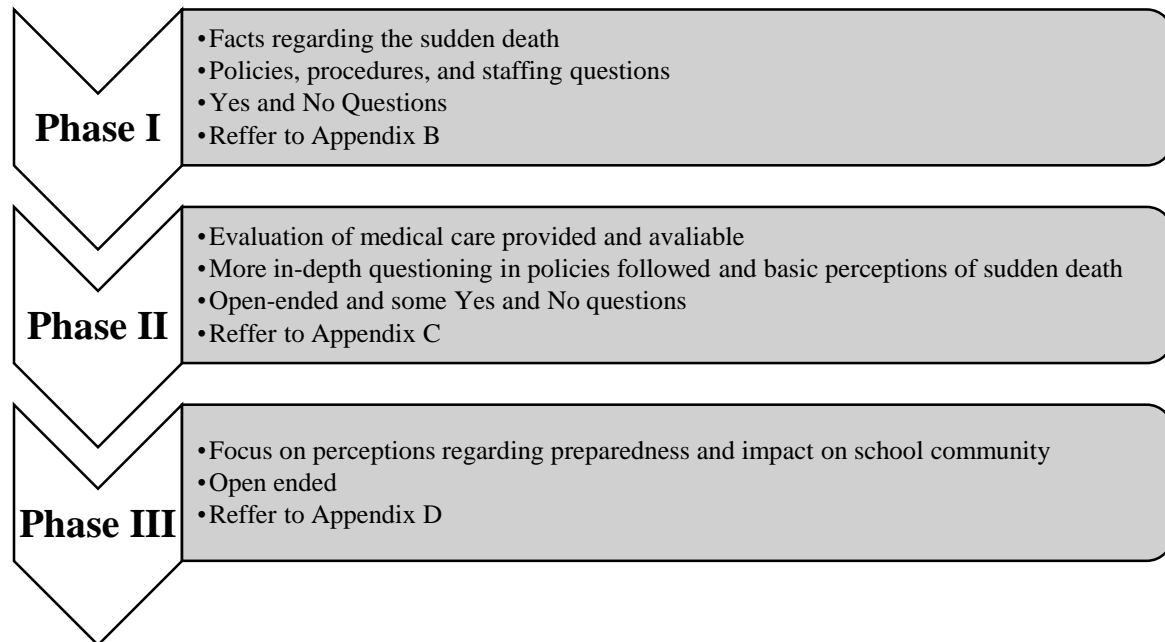 Phase I
•Facts regarding the sudden death
•Policies, procedures, and staffing questions
•Yes and No Questions
•Reffer to Appendix B
Phase II
•Evaluation of medical care provided and avaliable
•More in-depth questioning in policies followed and basic perceptions of sudden death
•Open-ended and some Yes and No questions
•Reffer to Appendix C
Phase III
•Focus on perceptions regarding preparedness and impact on school community
•Open ended
•Reffer to Appendix D